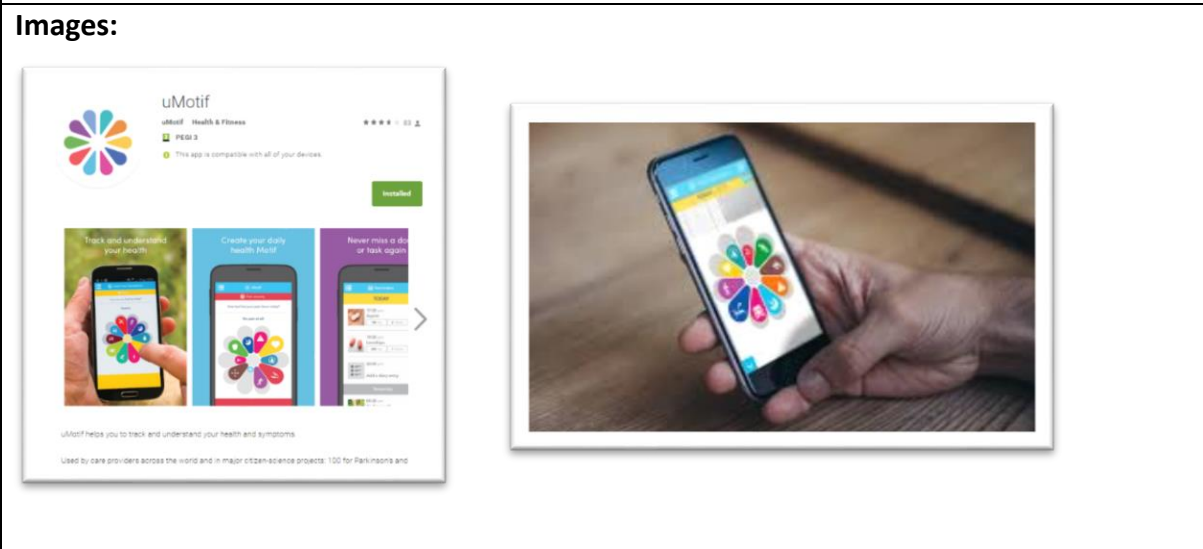 Images:
uMotif
uMotif Health & Fitness
PEGI 3
This app is compatible with all of your devices.
Installed
Track and understand
your health
Create your daily
health Motif
Never miss a do
or task again
TODAY
uMotif helps you to track and understand your health and symptoms.
Used by care providers across the world and in major citizen-science projects: 100 for Parkinson's and